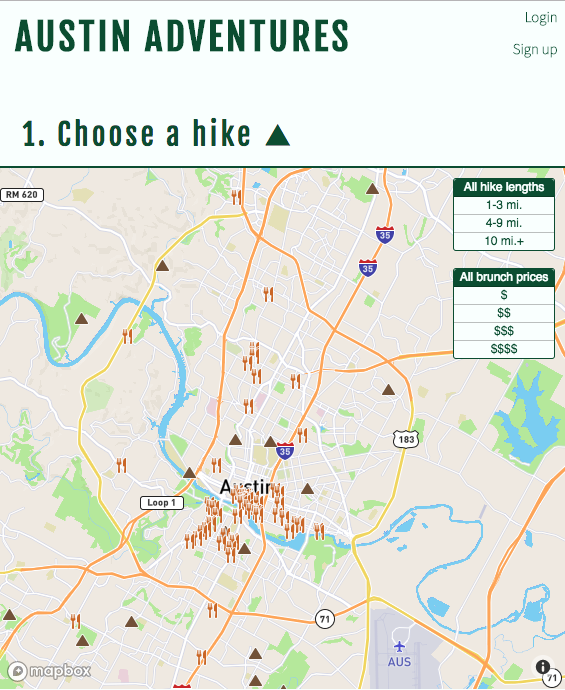 AUSTIN ADVENTURES
Login
Sign up
1. Choose a hike
RM 620
All hike lengths
1-3 mi.
4-9 mi.
10 mi.+
35
35
All brunch prices
$
$$
$$$
$$$$
183
35
Austin
Loop 1
71
AUS
mapbox
i
71